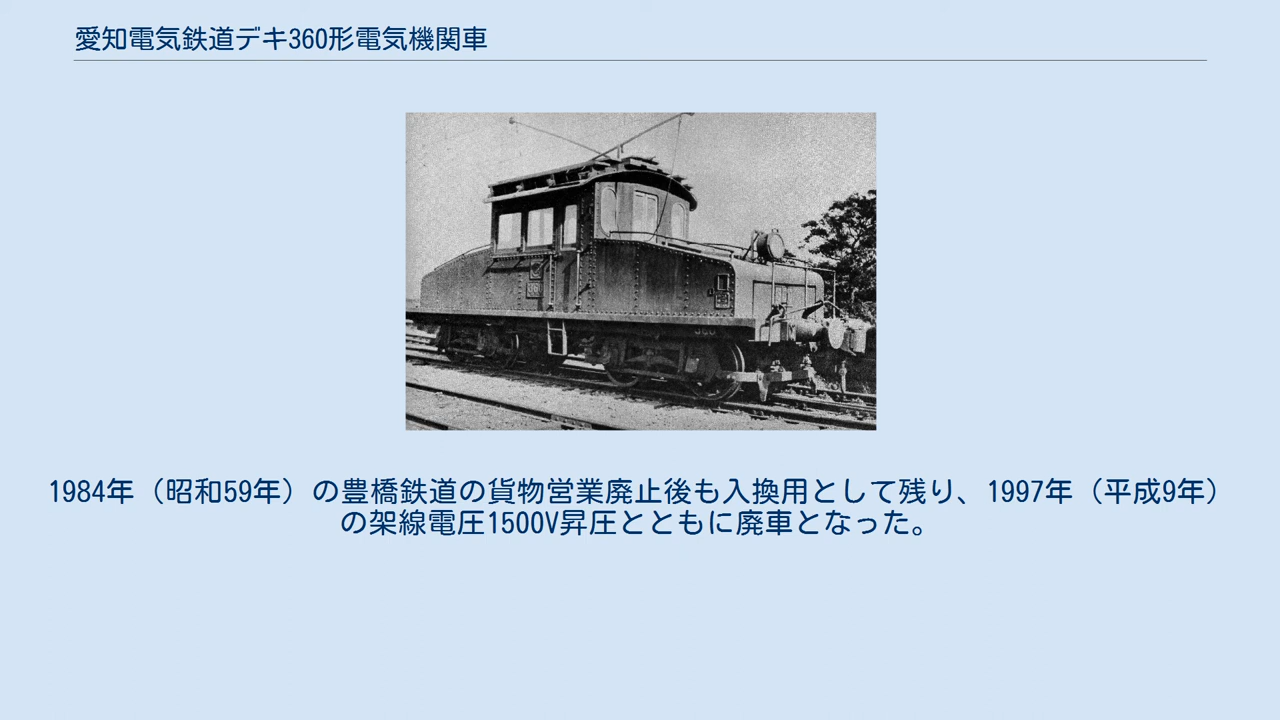 愛知電気鉄道デキ360形電気機関車
1984年（昭和59年）の豊橋鉄道の貨物営業廃止後も入換用として残り、1997年（平成9年）
の架線電圧1500V昇圧とともに廃車となった。